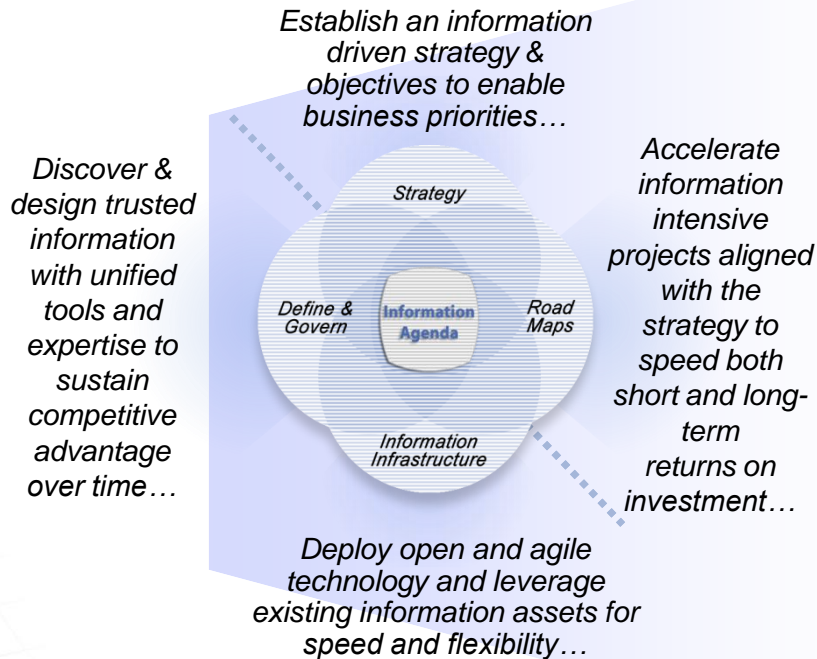 Establish an information
driven strategy &
objectives to enable
business priorities…
Discover &
design trusted
information
with unified
tools and
expertise to
sustain
competitive
advantage
over time…
Strategy
Define &
Govern
Information
Agenda
Road
Maps
Information
Infrastructure
Accelerate
information
intensive
projects aligned
with the
strategy to
speed both
short and long-
term
returns on
investment…
Deploy open and agile
technology and leverage
existing information assets for
speed and flexibility…